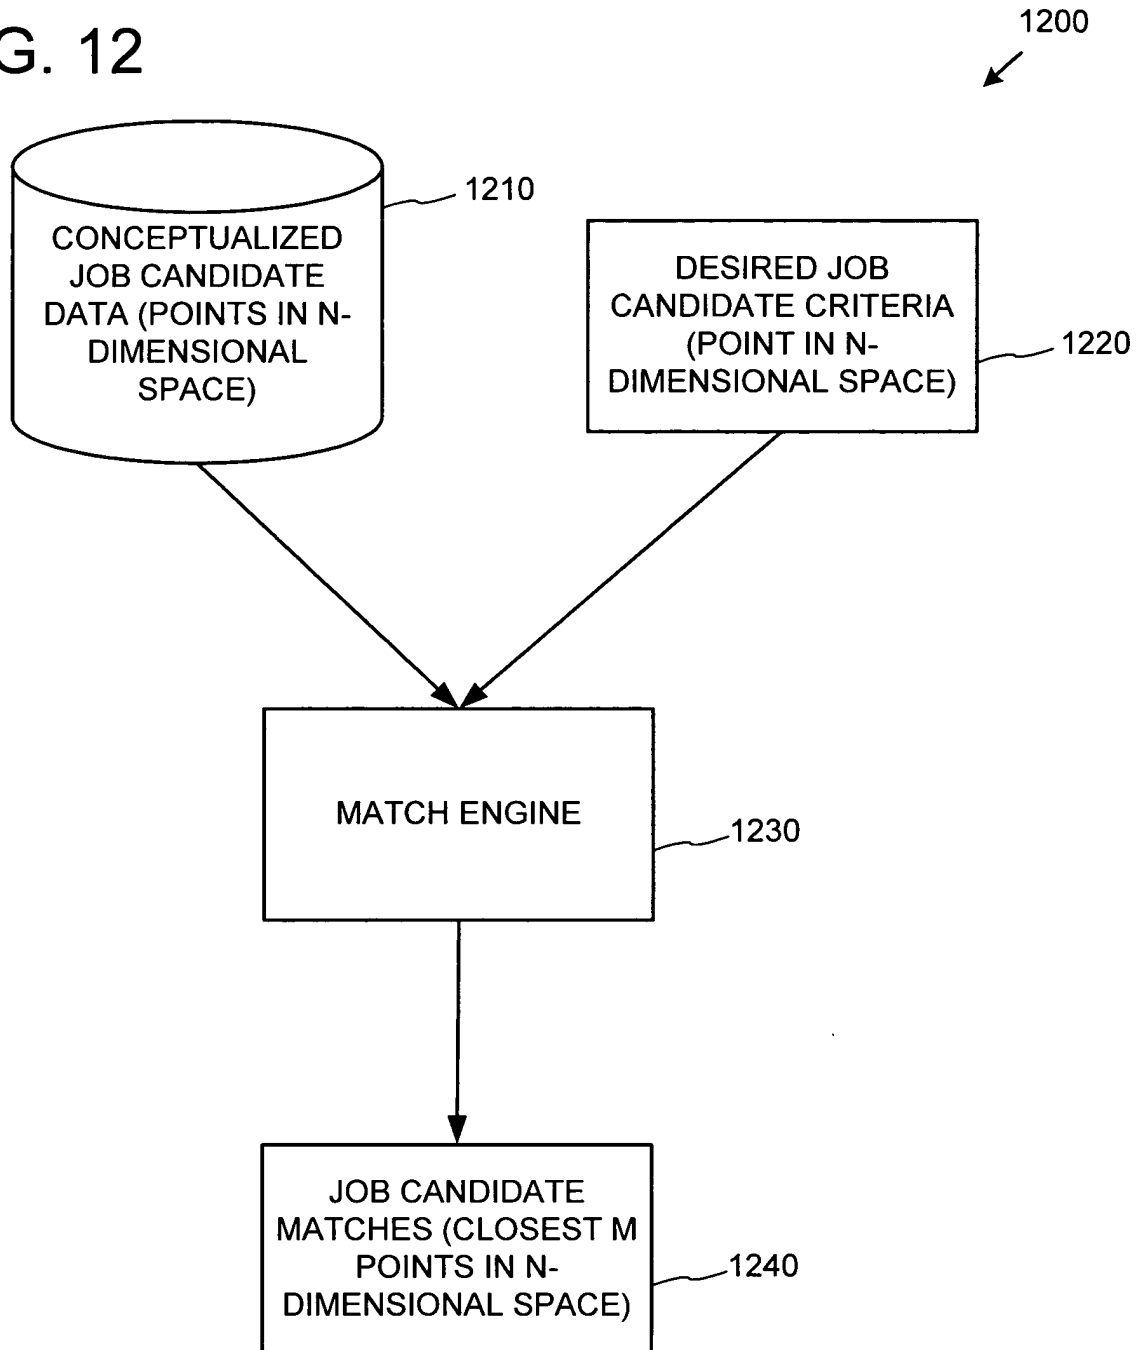 G. 12
1200
CONCEPTUALIZED
JOB CANDIDATE
DATA (POINTS IN N-
DIMENSIONAL
SPACE)
1210
DESIRED JOB
CANDIDATE CRITERIA
(POINT IN N-
DIMENSIONAL SPACE)
1220
MATCH ENGINE
1230
JOB CANDIDATE
MATCHES (CLOSEST M
POINTS IN N-
DIMENSIONAL SPACE)
1240